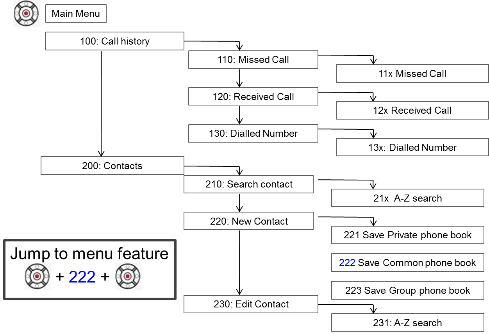 Main Menu
100: Call history
110: Missed Call
11x Missed Call
120: Received Call
12x Received Call
130: Dialled Number
13x: Dialled Number
200: Contacts
210: Search contact
21x A-Z search
220: New Contact
221 Save Private phone book
222 Save Common phone book
223 Save Group phone book
230: Edit Contact
231: A-Z search
Jump to menu feature
+ 222 +